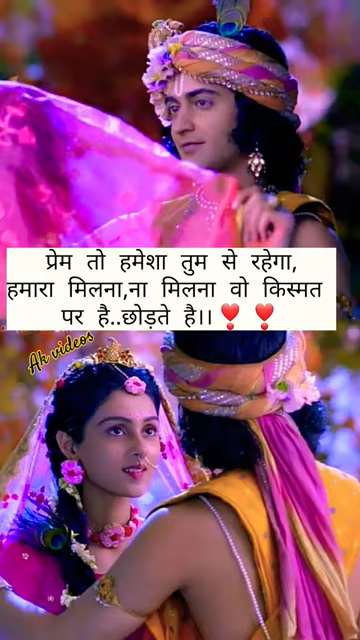 प्रेम तो हमेशा तुम से रहेगा,
हमारा मिलना,ना मिलना वो किस्मत
पर है..छोड़ते है।। ❣️ ❣️
Ak videos